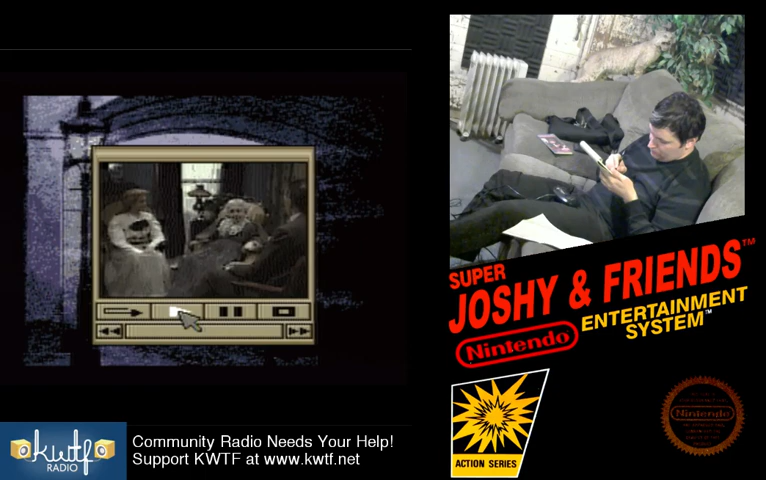 SUPER
JOSHY & FRIENDS™
Nintendo
ENTERTAINMENT
SYSTEM™
ACTION SERIES
Nintendo
kwtf
RADIO
Community Radio Needs Your Help!
Support KWTF at www.kwtf.net